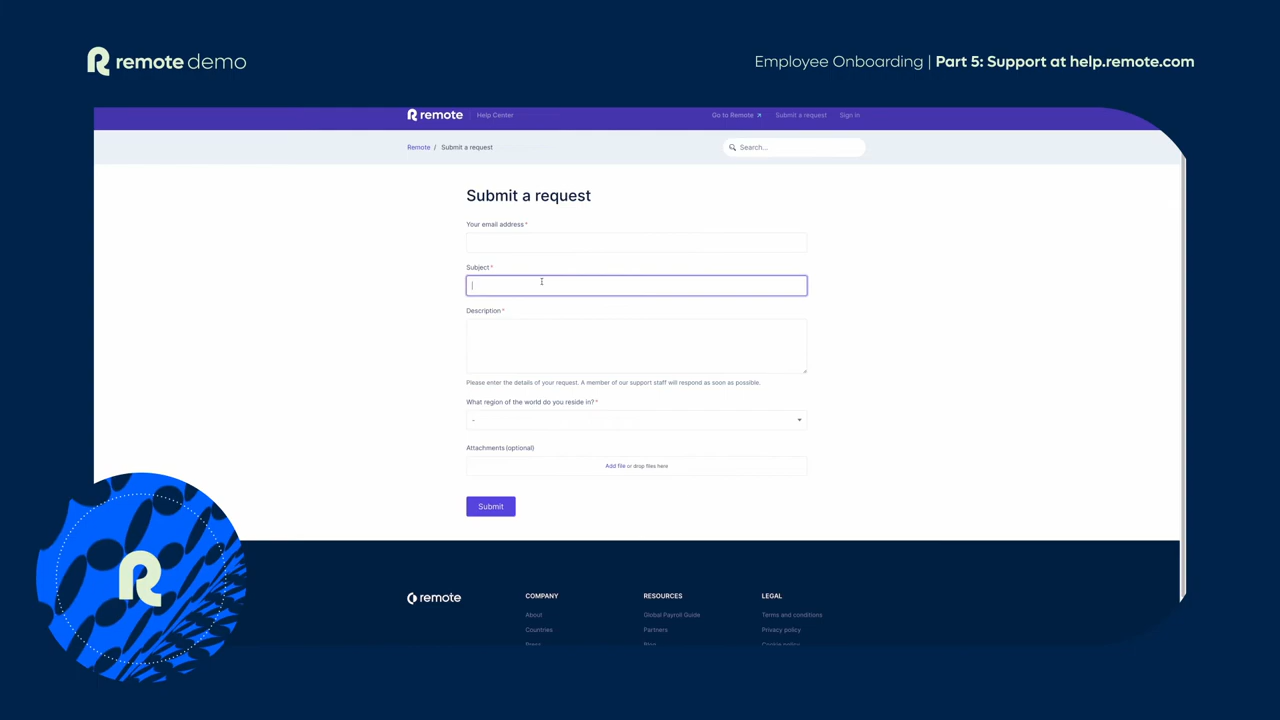 remote demo
Employee Onboarding | Part 5: Support at help.remote.com
remote Help Center Go to Remote ↗ Submit a request Sign in
Remote / Submit a request Search...
Submit a request
Your email address*
Subject*
Description*
Please enter the details of your request. A member of our support staff will respond as soon as possible.
What region of the world do you reside in?*
-
Attachments (optional)
Add file or drop files here
Submit
R
remote COMPANY RESOURCES LEGAL
About Global Payroll Guide Terms and conditions
Countries Partners Privacy policy
Press Blog Cookie policy